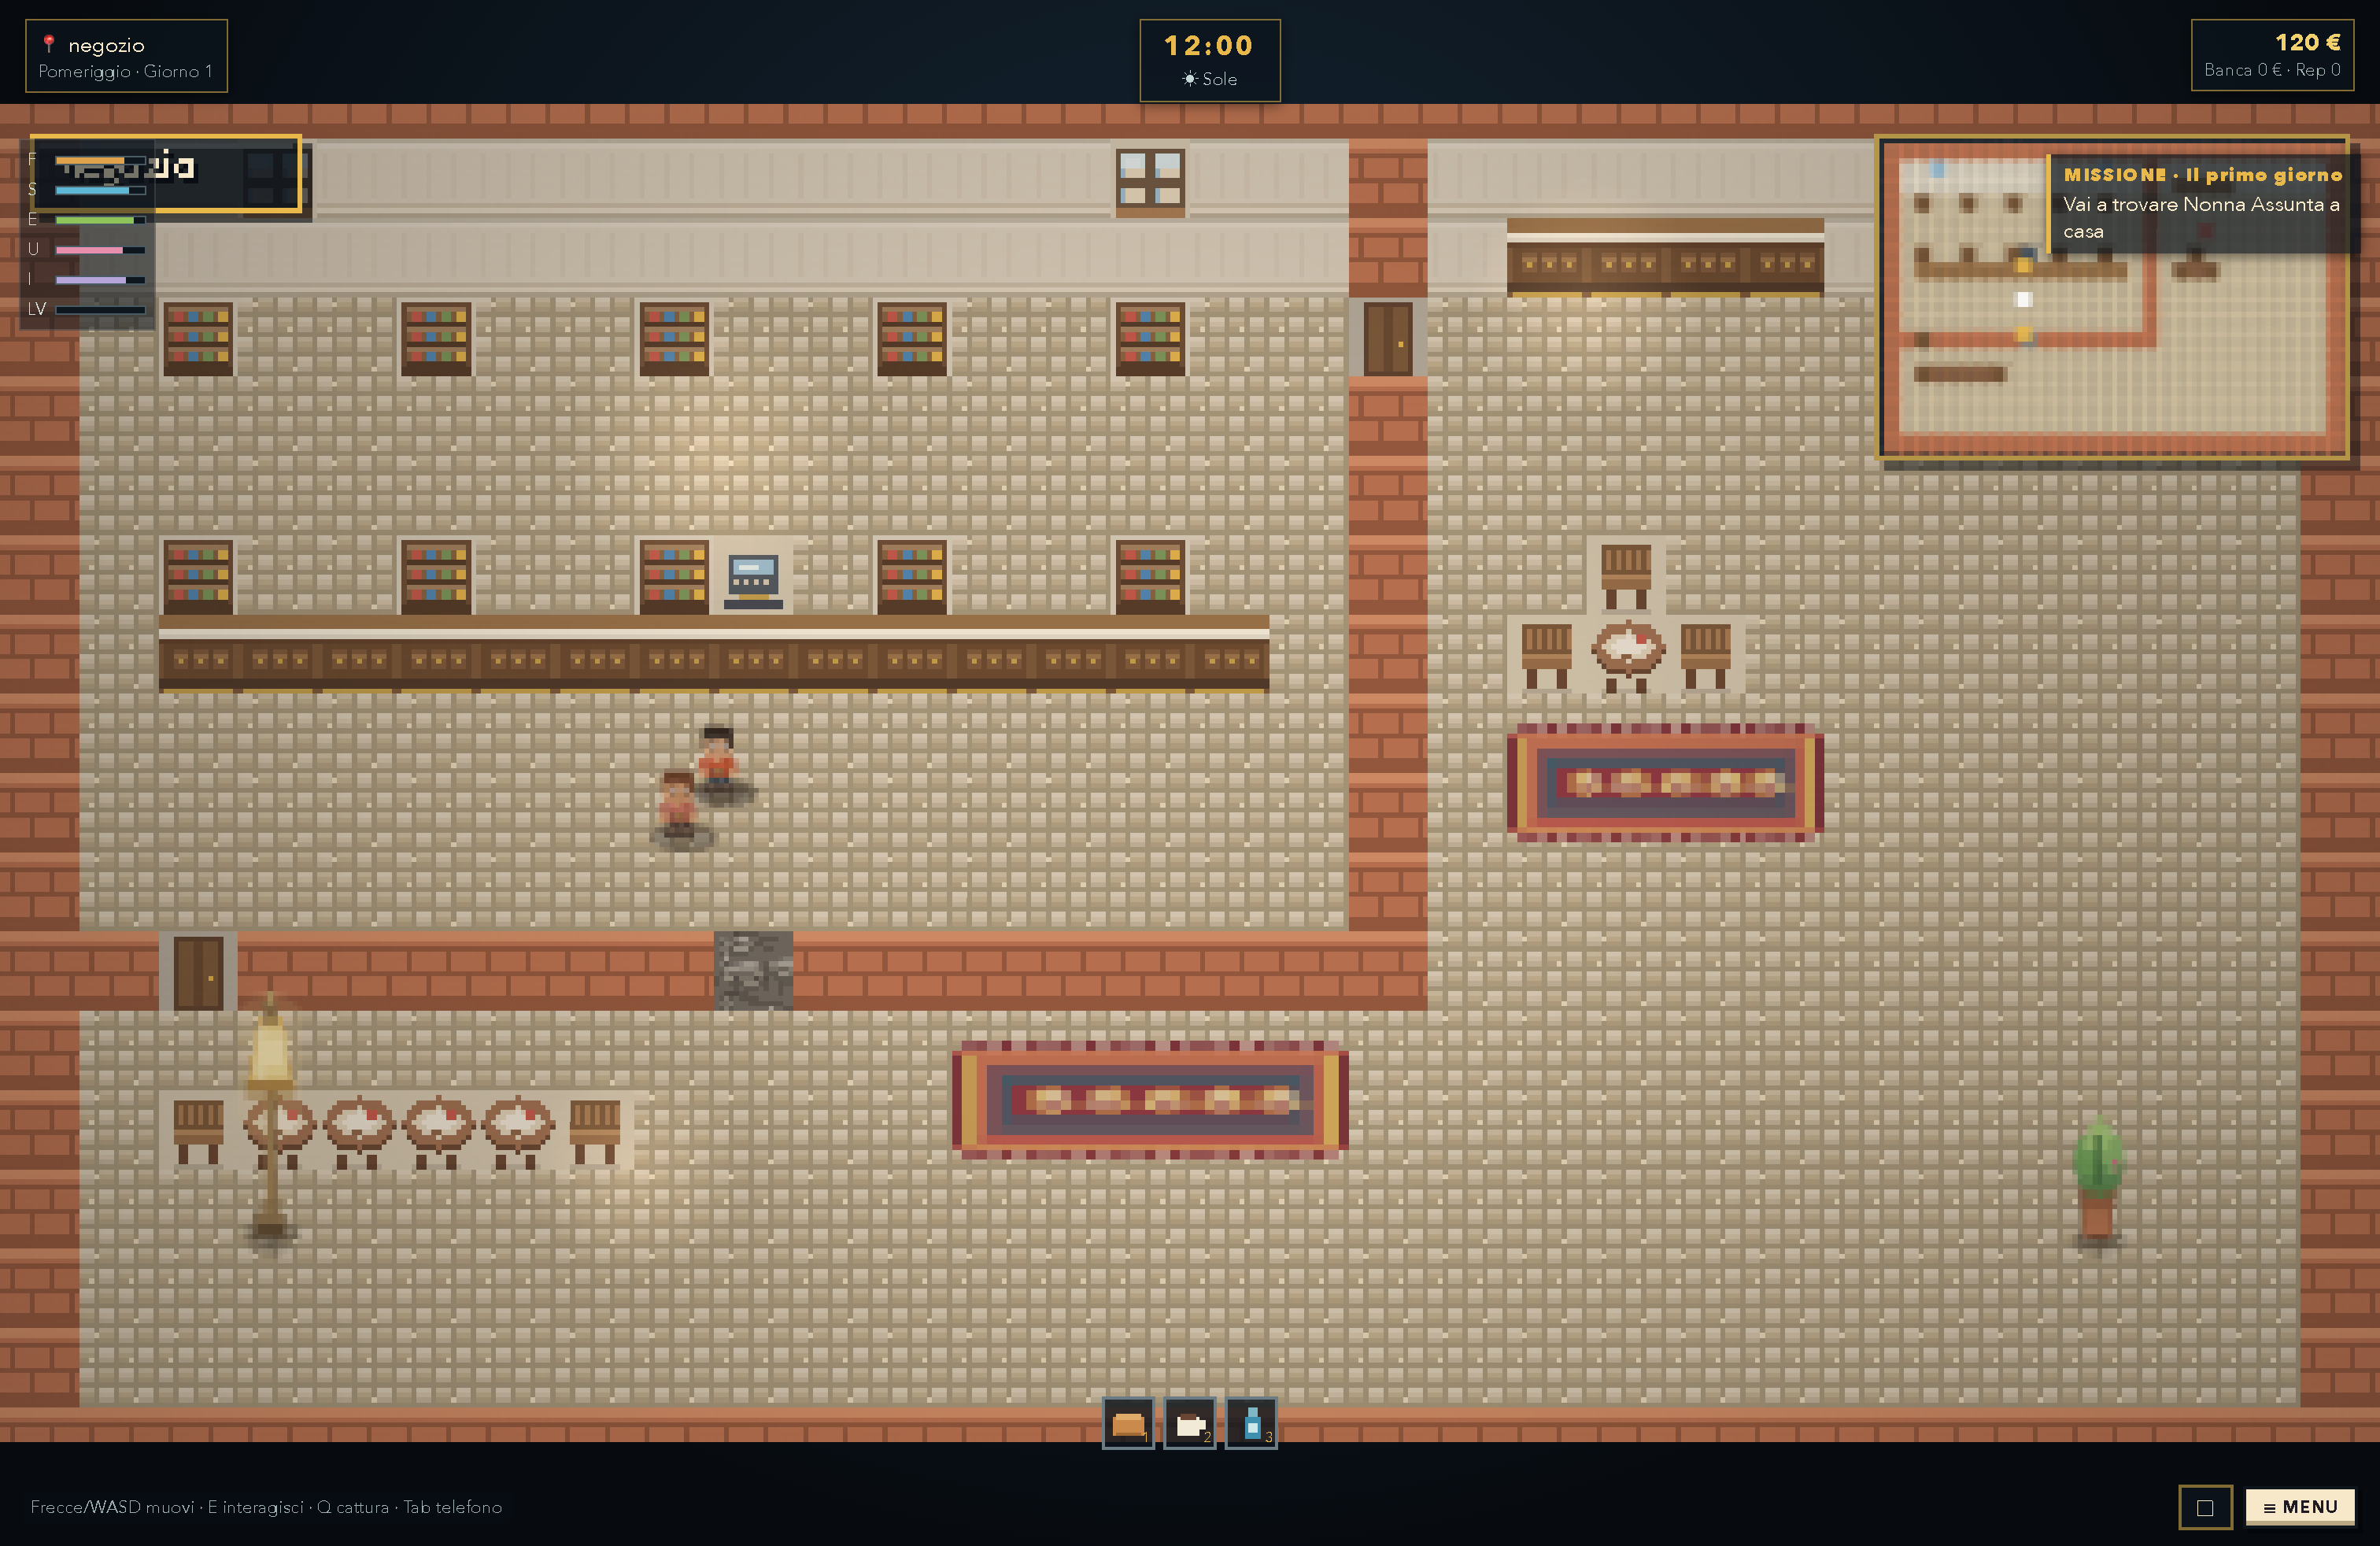 negozio
Pomeriggio · Giorno 1
12:00
☀ Sole
120 €
Banca 0 € · Rep 0
F
S
E
U
I
LV
MISSIONE · Il primo giorno
Vai a trovare Nonna Assunta a
casa
1
2
3
Frecce/WASD muovi · E interagisci · Q cattura · Tab telefono
≡ MENU